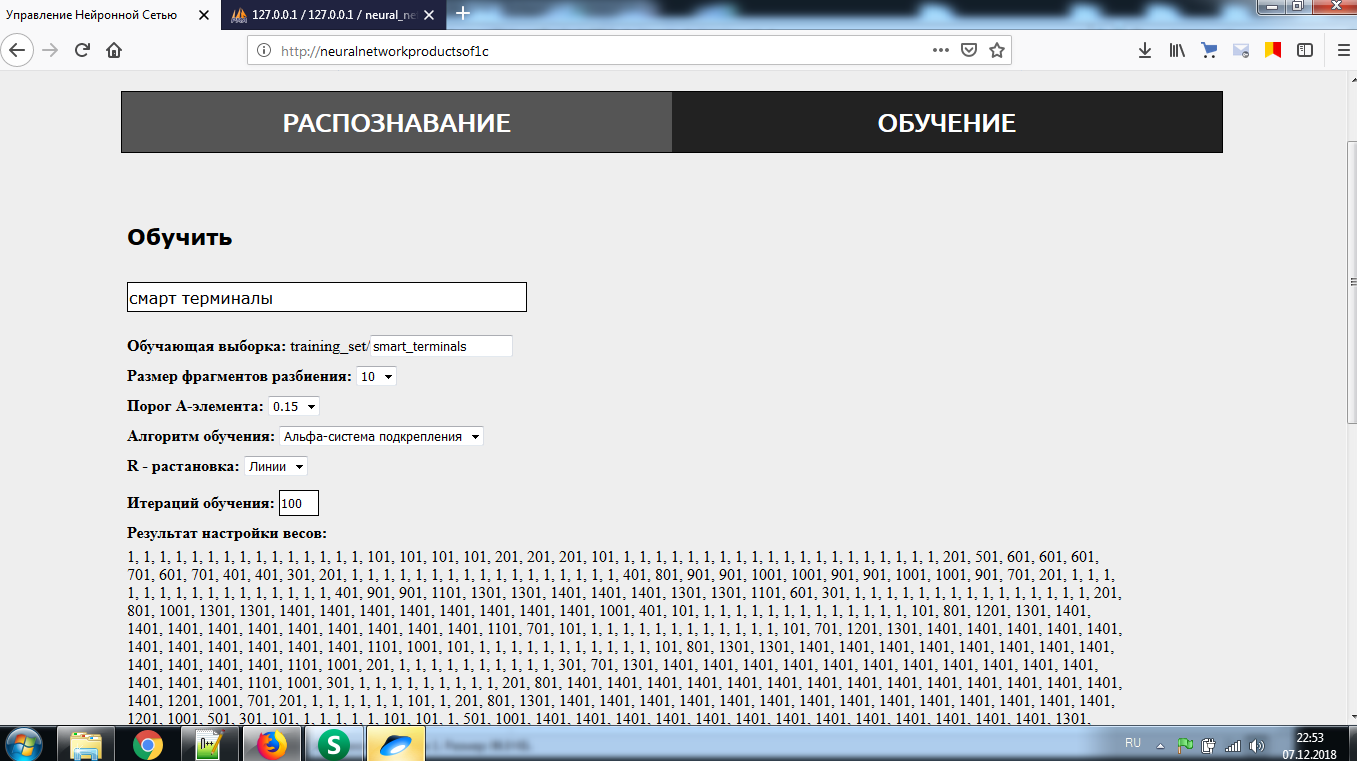 Управление Нейронной Сетью
127.0.0.1 / 127.0.0.1 / neural_ne
http://neuralnetworkproductsof1c
РАСПОЗНАВАНИЕ
ОБУЧЕНИЕ
Обучить
смарт терминалы
Обучающая выборка: training_set/smart_terminals
Размер фрагментов разбиения: 10
Порог А-элемента: 0.15
Алгоритм обучения: Альфа-система подкрепления
R - растановка: Линии
Итераций обучения: 100
Результат настройки весов:
1, 1, 1, 1, 1, 1, 1, 1, 1, 1, 1, 1, 1, 1, 1, 101, 101, 101, 101, 201, 201, 201, 101, 1, 1, 1, 1, 1, 1, 1, 1, 1, 1, 1, 1, 1, 1, 1, 1, 1, 1, 1, 1, 201, 501, 601, 601, 601,
701, 601, 701, 401, 401, 301, 201, 1, 1, 1, 1, 1, 1, 1, 1, 1, 1, 1, 1, 1, 1, 1, 1, 1, 401, 801, 901, 901, 1001, 1001, 901, 901, 1001, 1001, 901, 701, 201, 1, 1, 1,
1, 1, 1, 1, 1, 1, 1, 1, 1, 1, 1, 1, 1, 401, 901, 901, 1101, 1301, 1301, 1401, 1401, 1401, 1301, 1301, 1101, 601, 301, 1, 1, 1, 1, 1, 1, 1, 1, 1, 1, 1, 1, 1, 1, 1, 201,
801, 1001, 1301, 1301, 1401, 1401, 1401, 1401, 1401, 1401, 1401, 1401, 1001, 401, 101, 1, 1, 1, 1, 1, 1, 1, 1, 1, 1, 1, 1, 1, 101, 801, 1201, 1301, 1401,
1401, 1401, 1401, 1401, 1401, 1401, 1401, 1401, 1401, 1101, 701, 101, 1, 1, 1, 1, 1, 1, 1, 1, 1, 1, 1, 1, 101, 701, 1201, 1301, 1401, 1401, 1401, 1401, 1401,
1401, 1401, 1401, 1401, 1401, 1401, 1101, 1001, 101, 1, 1, 1, 1, 1, 1, 1, 1, 1, 1, 1, 101, 801, 1301, 1301, 1401, 1401, 1401, 1401, 1401, 1401, 1401, 1401,
1401, 1401, 1401, 1401, 1101, 1001, 201, 1, 1, 1, 1, 1, 1, 1, 1, 1, 1, 301, 701, 1301, 1401, 1401, 1401, 1401, 1401, 1401, 1401, 1401, 1401, 1401, 1401,
1401, 1401, 1401, 1101, 1001, 301, 1, 1, 1, 1, 1, 1, 1, 1, 1, 201, 801, 1401, 1401, 1401, 1401, 1401, 1401, 1401, 1401, 1401, 1401, 1401, 1401, 1401, 1401,
1401, 1201, 1001, 701, 201, 1, 1, 1, 1, 1, 1, 101, 1, 201, 801, 1301, 1401, 1401, 1401, 1401, 1401, 1401, 1401, 1401, 1401, 1401, 1401, 1401, 1401, 1401,
1201, 1001, 501, 301, 101, 1, 1, 1, 1, 1, 101, 101, 1, 501, 1001, 1401, 1401, 1401, 1401, 1401, 1401, 1401, 1401, 1401, 1401, 1401, 1401, 1401, 1301,
RU
22:53
07.12.2018